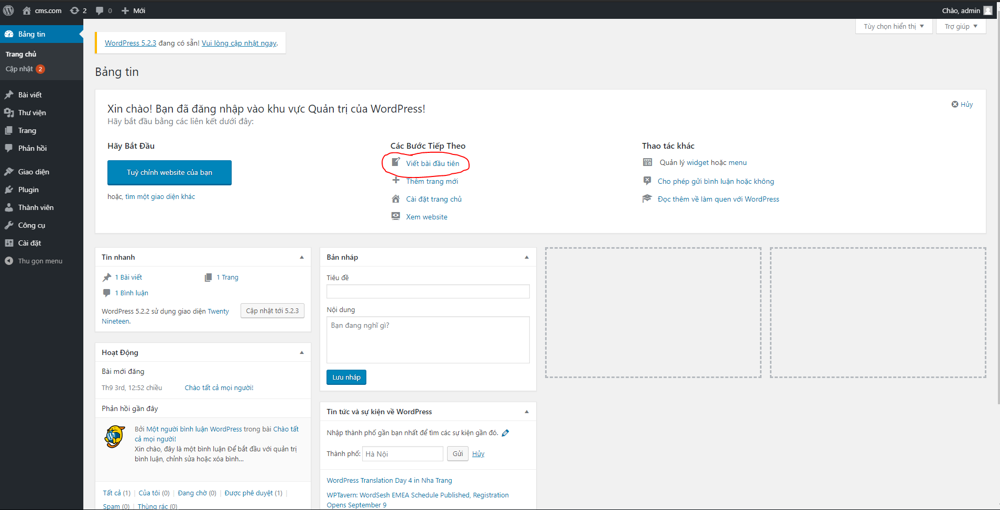 cms.com 2 0 Mới
Chào, admin
Bảng tin
Trang chủ
Cập nhật 2
Bài viết
Thư viện
Trang
Phản hồi
Giao diện
Plugin
Thành viên
Công cụ
Cài đặt
Thu gọn menu
Tùy chọn hiển thị
Trợ giúp
WordPress 5.2.3 đang có sẵn! Vui lòng cập nhật ngay.
Bảng tin
Xin chào! Bạn đã đăng nhập vào khu vực Quản trị của WordPress!
Hủy
Hãy bắt đầu bằng các liên kết dưới đây:
Hãy Bắt Đầu
Tuỳ chỉnh website của bạn
hoặc, tìm một giao diện khác
Các Bước Tiếp Theo
Viết bài đầu tiên
Thêm trang mới
Cài đặt trang chủ
Xem website
Thao tác khác
Quản lý widget hoặc menu
Cho phép gửi bình luận hoặc không
Đọc thêm về làm quen với WordPress
Tin nhanh
1 Bài viết
1 Trang
1 Bình luận
WordPress 5.2.2 sử dụng giao diện Twenty
Nineteen.
Cập nhật tới 5.2.3
Hoạt Động
Bài mới đăng
Th9 3rd, 12:52 chiều
Chào tất cả mọi người!
Phản hồi gần đây
Bởi Một người bình luận WordPress trong bài Chào tất
cả mọi người!
Xin chào, đây là một bình luận Để bắt đầu với quản trị
bình luận, chỉnh sửa hoặc xóa bình...
Tất cả (1) | Của tôi (0) | Đang chờ (0) | Được phê duyệt (1) |
Spam (0) | Thùng rác (0)
Bản nháp
Tiêu đề
Nội dung
Bạn đang nghĩ gì?
Lưu nháp
Tin tức và sự kiện về WordPress
Nhập thành phố gần bạn nhất để tìm các sự kiện gần đó.
Thành phố: Hà Nội Gửi Hủy
WordPress Translation Day 4 in Nha Trang
WPTavern: WordSesh EMEA Schedule Published, Registration
Opens September 9